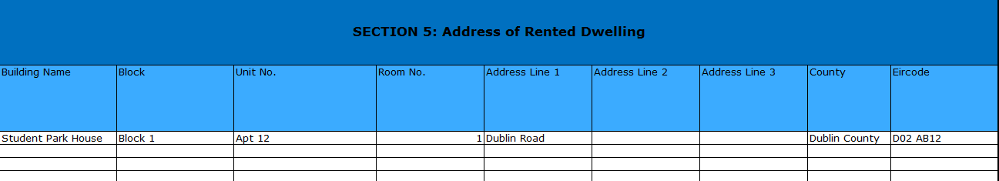 SECTION 5: Address of Rented Dwelling
Building Name Block Unit No. Room No. Address Line 1 Address Line 2 Address Line 3 County Eircode
Student Park House Block 1 Apt 12 1 Dublin Road Dublin County D02 AB12